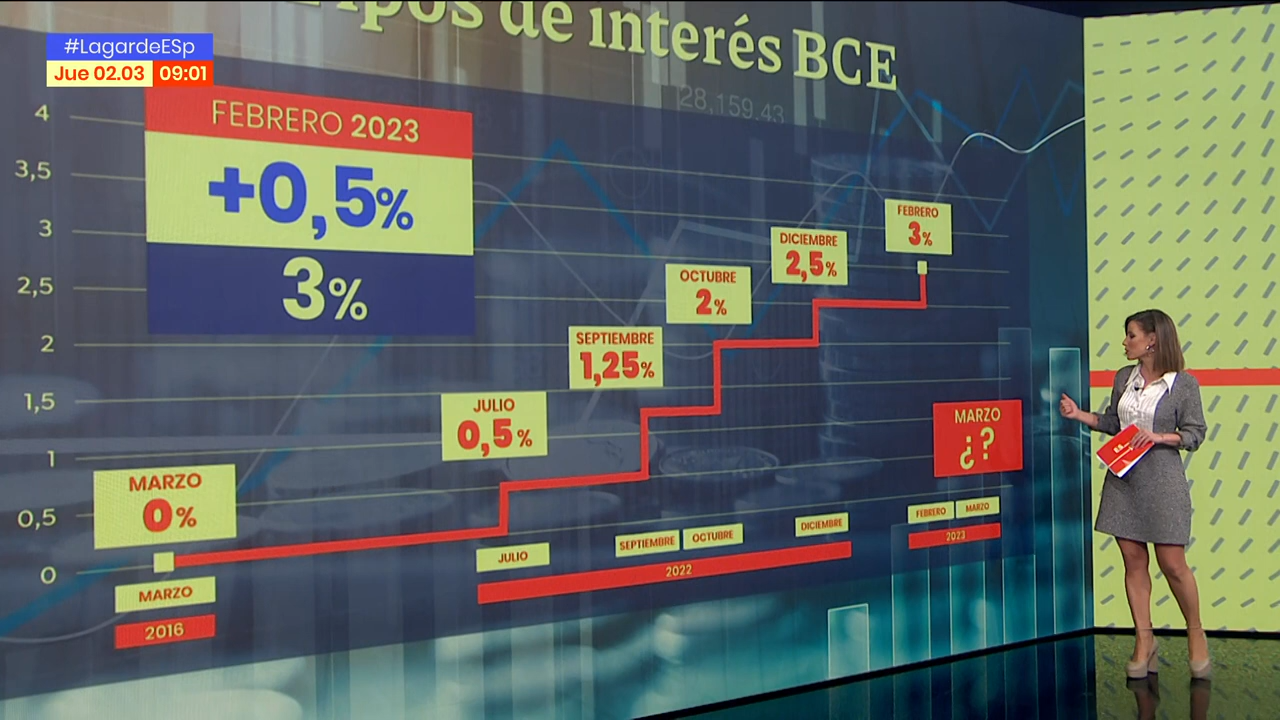 #LagardeESp
Jue 02.03 09:01
Tipos de interés BCE
28,159.43
FEBRERO 2023
+0,5%
3%
4
3,5
3
2,5
2
1,5
1
0,5
0
MARZO
0%
JULIO
0,5%
SEPTIEMBRE
1,25%
OCTUBRE
2%
DICIEMBRE
2,5%
FEBRERO
3%
MARZO
¿?
MARZO
2016
JULIO
SEPTIEMBRE
OCTUBRE
DICIEMBRE
2022
FEBRERO
MARZO
2023